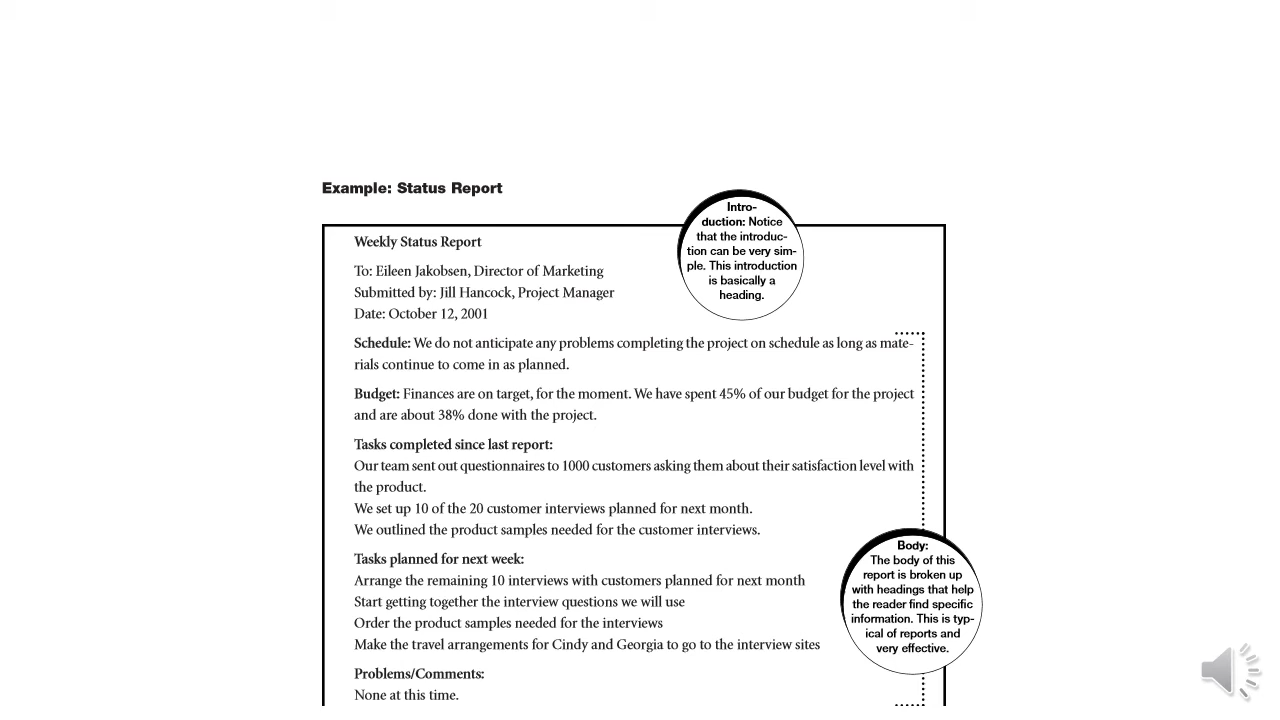 Example: Status Report
Intro-
duction: Notice
that the introduc-
tion can be very sim-
ple. This introduction
is basically a
heading.
Weekly Status Report
To: Eileen Jakobsen, Director of Marketing
Submitted by: Jill Hancock, Project Manager
Date: October 12, 2001
Schedule: We do not anticipate any problems completing the project on schedule as long as mate-
rials continue to come in as planned.
Budget: Finances are on target, for the moment. We have spent 45% of our budget for the project
and are about 38% done with the project.
Tasks completed since last report:
Our team sent out questionnaires to 1000 customers asking them about their satisfaction level with
the product.
We set up 10 of the 20 customer interviews planned for next month.
We outlined the product samples needed for the customer interviews.
Tasks planned for next week:
Arrange the remaining 10 interviews with customers planned for next month
Start getting together the interview questions we will use
Order the product samples needed for the interviews
Make the travel arrangements for Cindy and Georgia to go to the interview sites
Problems/Comments:
None at this time.
Body:
The body of this
report is broken up
with headings that help
the reader find specific
information. This is typ-
ical of reports and
very effective.